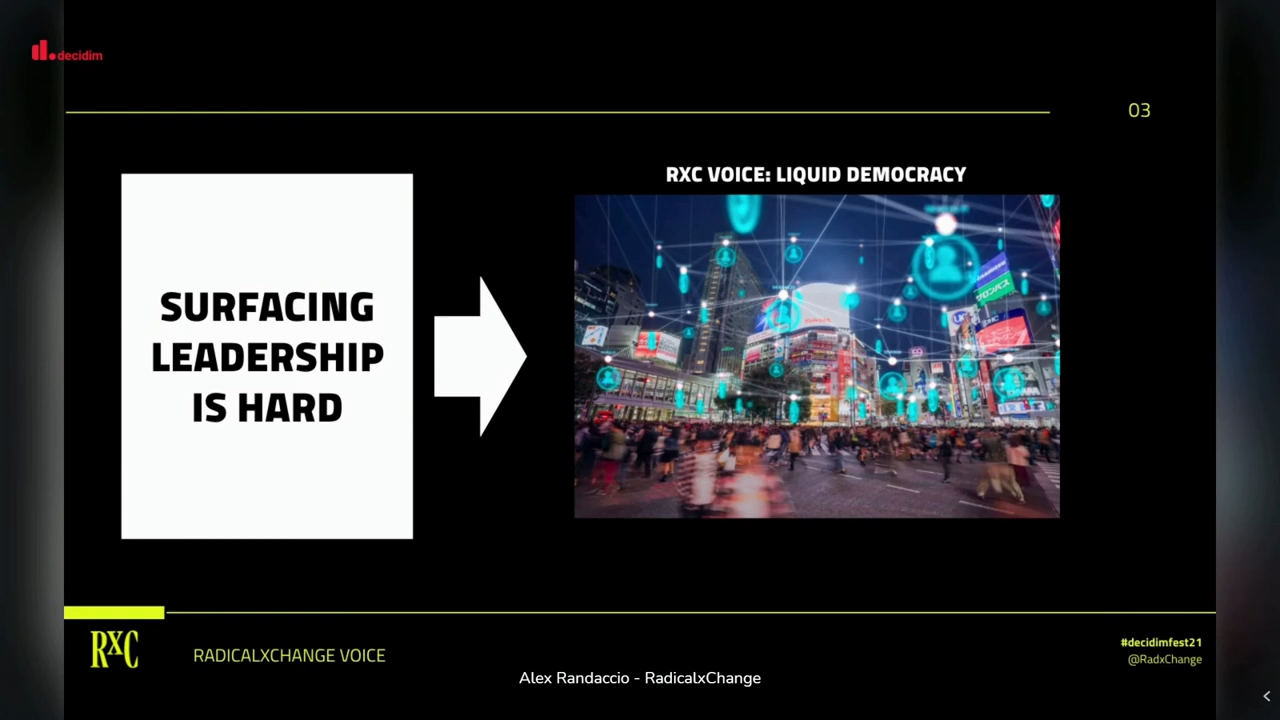 decidim
03
SURFACING
LEADERSHIP
IS HARD
RXC VOICE: LIQUID DEMOCRACY
RxC
RADICALXCHANGE VOICE
#decidimfest21
@RadxChange
Alex Randaccio - RadicalxChange